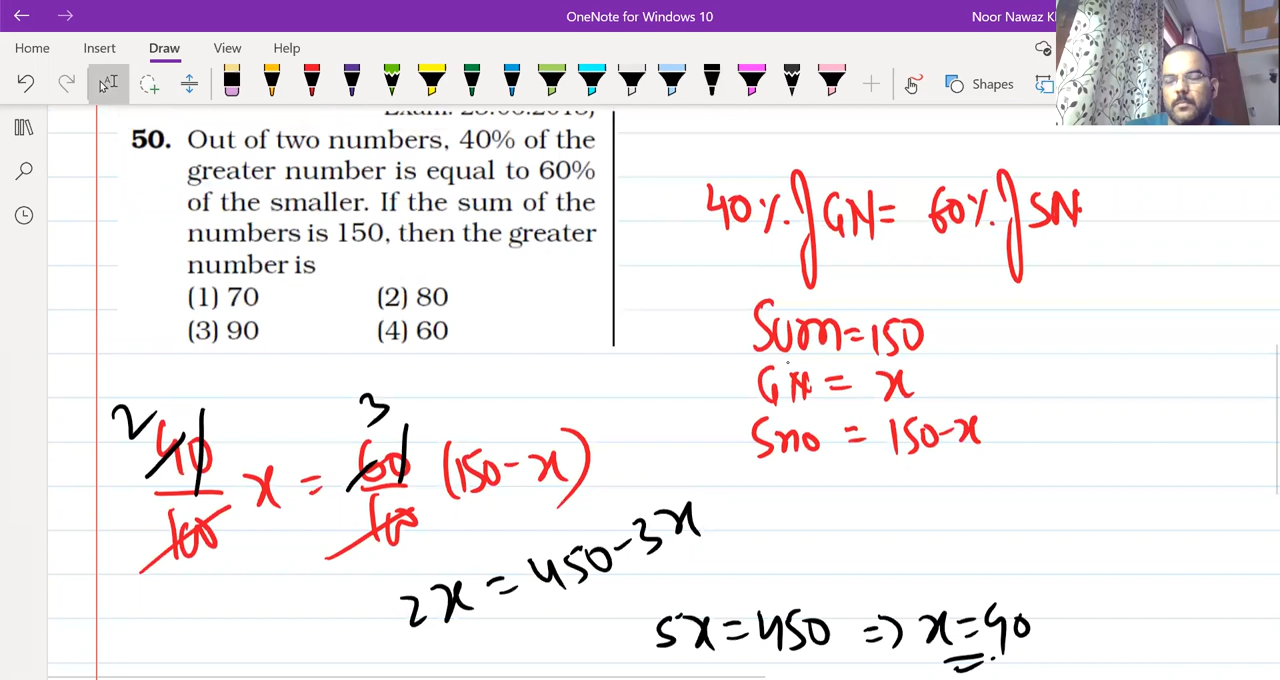 OneNote for Windows 10
Noor Nawaz Kh
Home Insert Draw View Help
Shapes
50. Out of two numbers, 40% of the
greater number is equal to 60%
of the smaller. If the sum of the
numbers is 150, then the greater
number is
(1) 70 (2) 80
(3) 90 (4) 60
40% of GN = 60% of SN
Sum = 150
GN = x
Sno = 150-x
2 3
40/100 x = 60/100 (150-x)
2x = 450-3x
5x = 450 => x = 90